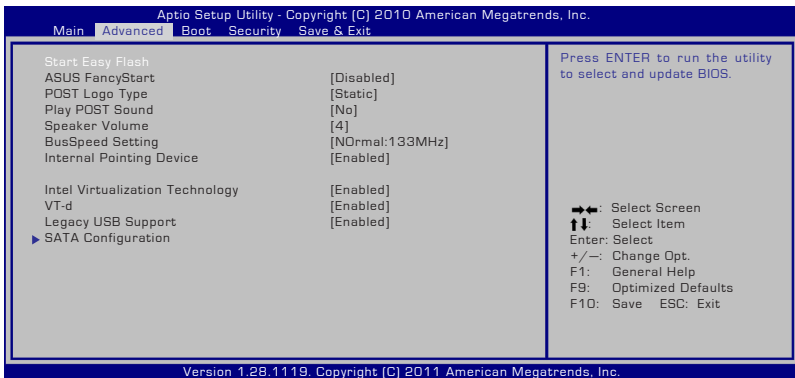 Aptio Setup Utility - Copyright (C) 2010 American Megatrends, Inc.
Main Advanced Boot Security Save & Exit
Start Easy Flash
ASUS FancyStart [Disabled]
POST Logo Type [Static]
Play POST Sound [No]
Speaker Volume [4]
BusSpeed Setting [NOrmal:133MHz]
Internal Pointing Device [Enabled]
Intel Virtualization Technology [Enabled]
VT-d [Enabled]
Legacy USB Support [Enabled]
SATA Configuration
Press ENTER to run the utility
to select and update BIOS.
→←: Select Screen
↑↓: Select Item
Enter: Select
+/—: Change Opt.
F1: General Help
F9: Optimized Defaults
F10: Save ESC: Exit
Version 1.28.1119. Copyright (C) 2011 American Megatrends, Inc.